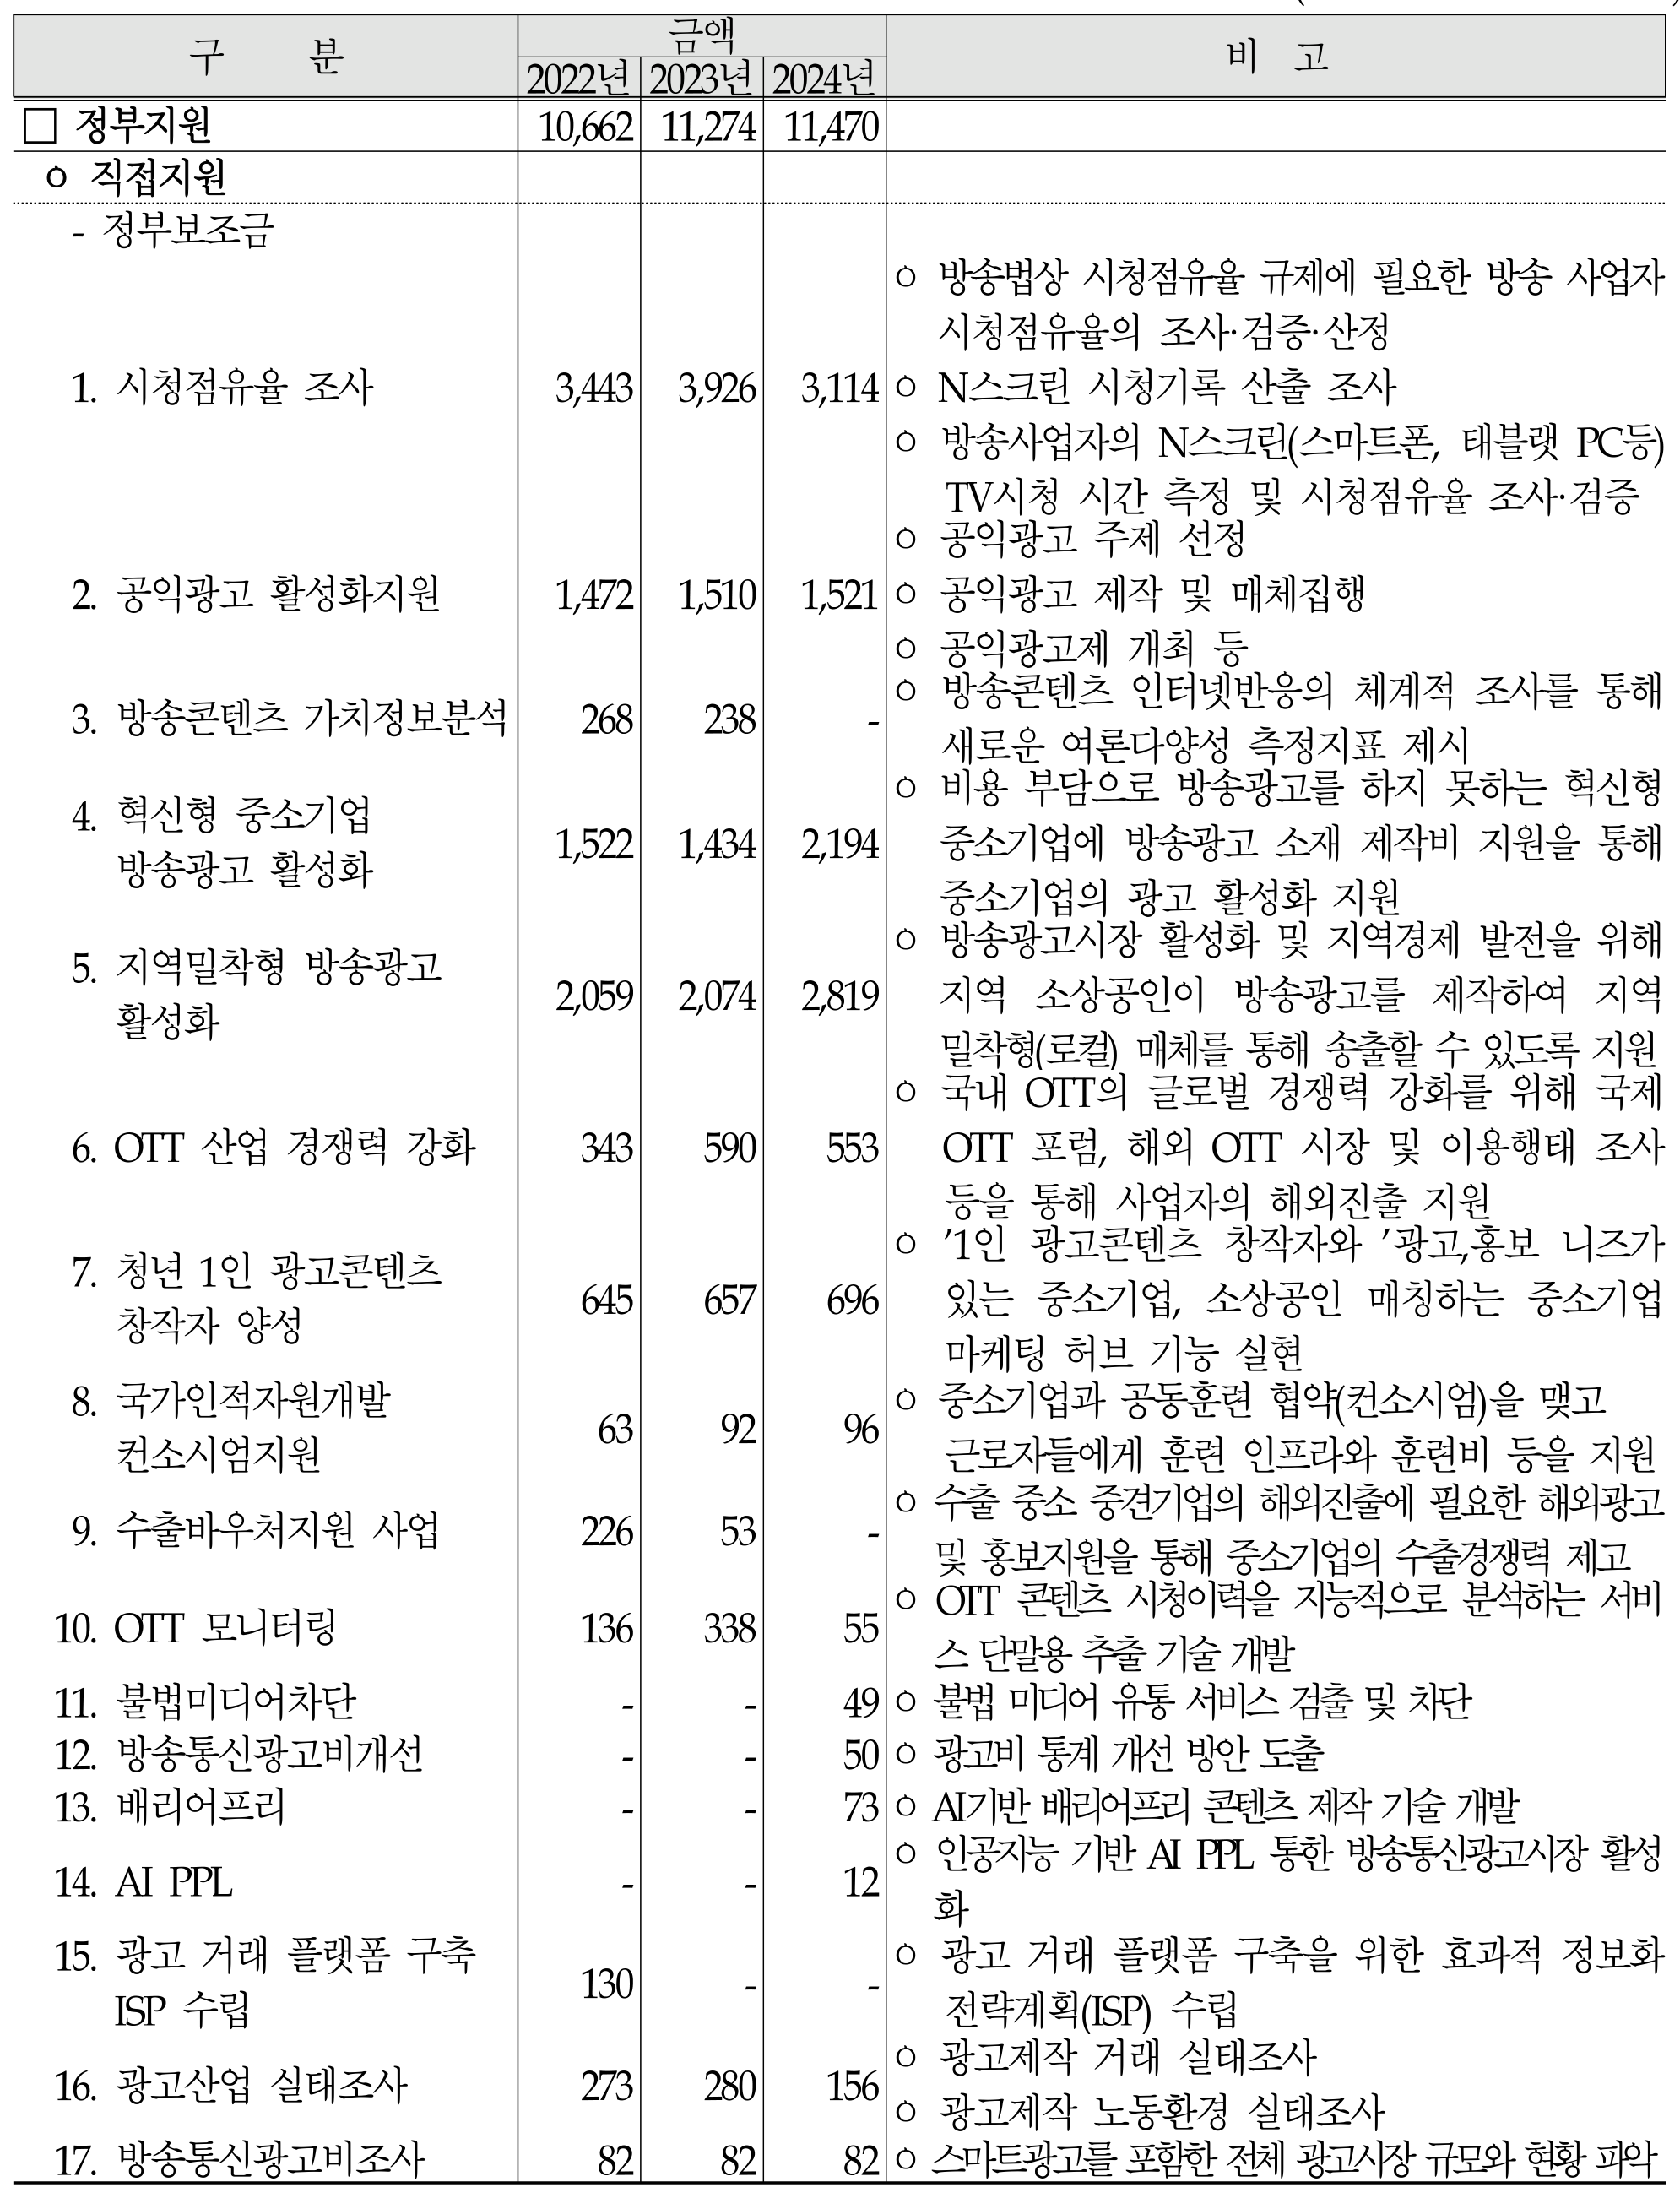 구 분 금액 비 고
2022년 2023년 2024년
□ 정부지원 10,662 11,274 11,470
ㅇ 직접지원
- 정부보조금
ㅇ 방송법상 시청점유율 규제에 필요한 방송 사업자
시청점유율의 조사·검증·산정
1. 시청점유율 조사 3,443 3,926 3,114 ㅇ N스크린 시청기록 산출 조사
ㅇ 방송사업자의 N스크린(스마트폰, 태블랫 PC등)
TV시청 시간 측정 및 시청점유율 조사·검증
ㅇ 공익광고 주제 선정
2. 공익광고 활성화지원 1,472 1,510 1,521 ㅇ 공익광고 제작 및 매체집행
ㅇ 공익광고제 개최 등
ㅇ 방송콘텐츠 인터넷반응의 체계적 조사를 통해
3. 방송콘텐츠 가치정보분석 268 238 -
새로운 여론다양성 측정지표 제시
ㅇ 비용 부담으로 방송광고를 하지 못하는 혁신형
4. 혁신형 중소기업
방송광고 활성화 1,522 1,434 2,194 중소기업에 방송광고 소재 제작비 지원을 통해
중소기업의 광고 활성화 지원
ㅇ 방송광고시장 활성화 및 지역경제 발전을 위해
5. 지역밀착형 방송광고
활성화 2,059 2,074 2,819 지역 소상공인이 방송광고를 제작하여 지역
밀착형(로컬) 매체를 통해 송출할 수 있도록 지원
ㅇ 국내 OTT의 글로벌 경쟁력 강화를 위해 국제
6. OTT 산업 경쟁력 강화 343 590 553 OTT 포럼, 해외 OTT 시장 및 이용행태 조사
등을 통해 사업자의 해외진출 지원
ㅇ '1인 광고콘텐츠 창작자와 '광고,홍보 니즈가
7. 청년 1인 광고콘텐츠
창작자 양성 645 657 696 있는 중소기업, 소상공인 매칭하는 중소기업
마케팅 허브 기능 실현
8. 국가인적자원개발 ㅇ 중소기업과 공동훈련 협약(컨소시엄)을 맺고
컨소시엄지원 63 92 96 근로자들에게 훈련 인프라와 훈련비 등을 지원
ㅇ 수출 중소 중견기업의 해외진출에 필요한 해외광고
9. 수출바우처지원 사업 226 53 -
및 홍보지원을 통해 중소기업의 수출경쟁력 제고
ㅇ OTT 콘텐츠 시청이력을 지능적으로 분석하는 서비
10. OTT 모니터링 136 338 55
스 단말용 추출 기술 개발
11. 불법미디어차단 - - 49 ㅇ 불법 미디어 유통 서비스 검출 및 차단
12. 방송통신광고비개선 - - 50 ㅇ 광고비 통계 개선 방안 도출
13. 배리어프리 - - 73 ㅇ AI기반 배리어프리 콘텐츠 제작 기술 개발
ㅇ 인공지능 기반 AI PPL 통한 방송통신광고시장 활성
14. AI PPL - - 12
화
15. 광고 거래 플랫폼 구축 ㅇ 광고 거래 플랫폼 구축을 위한 효과적 정보화
ISP 수립 130 - - 전략계획(ISP) 수립
ㅇ 광고제작 거래 실태조사
16. 광고산업 실태조사 273 280 156
ㅇ 광고제작 노동환경 실태조사
17. 방송통신광고비조사 82 82 82 ㅇ 스마트광고를 포함한 전체 광고시장 규모와 현황 파악